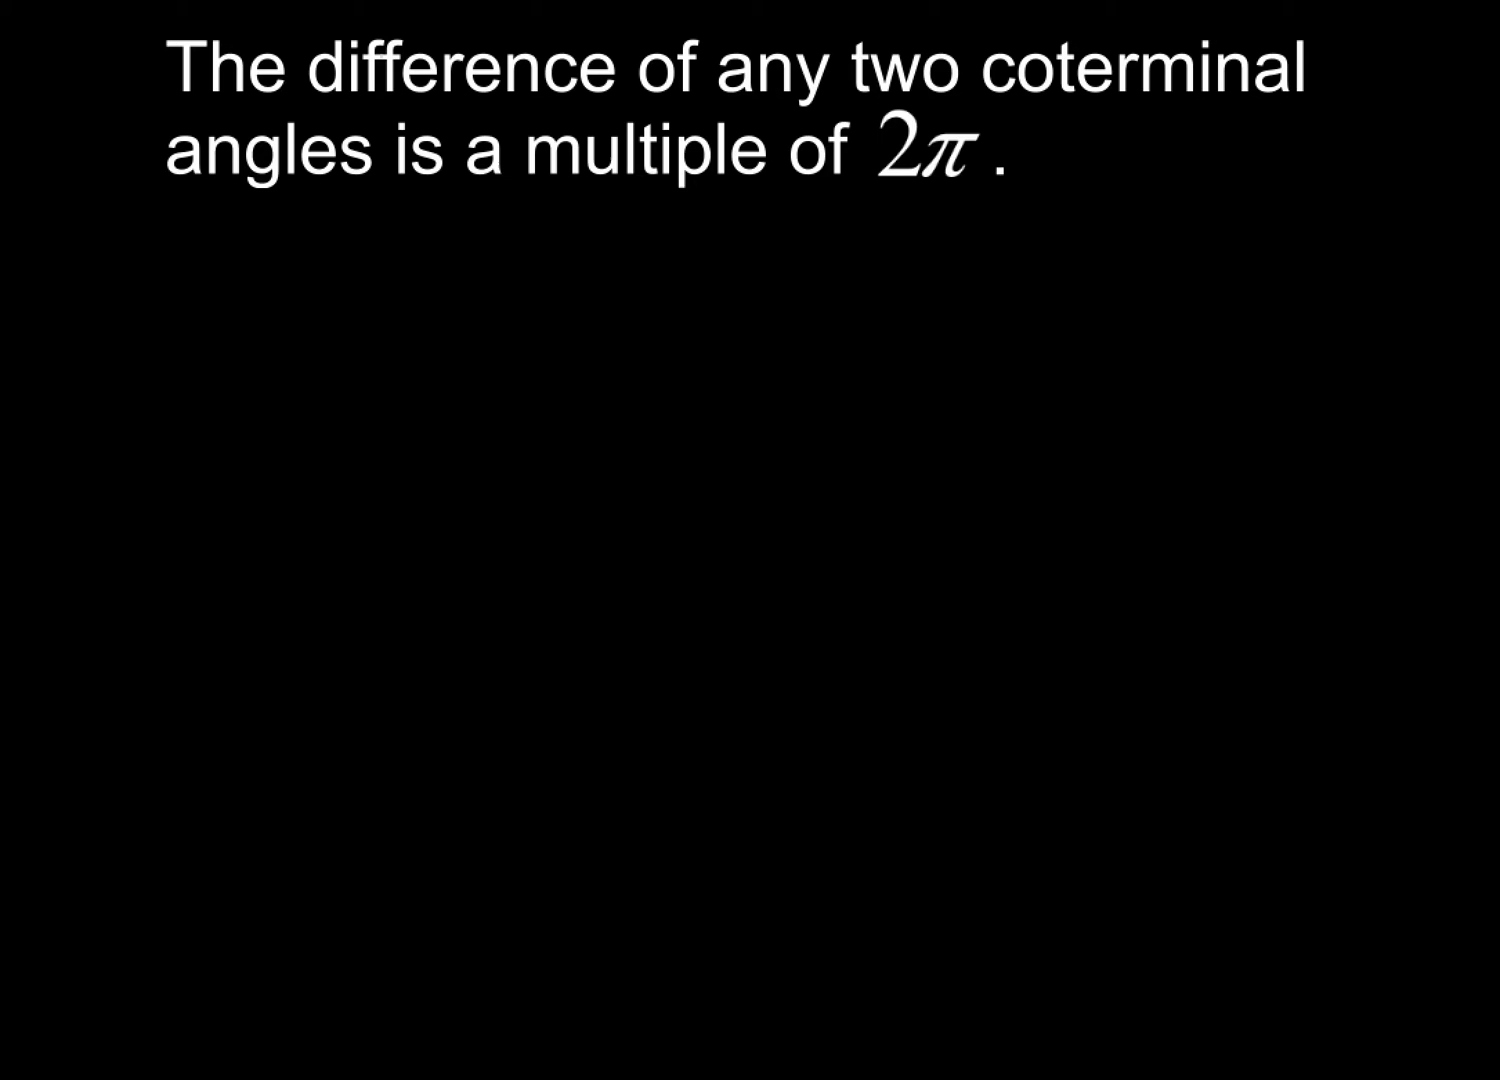 The difference of any two coterminal
angles is a multiple of 2π .